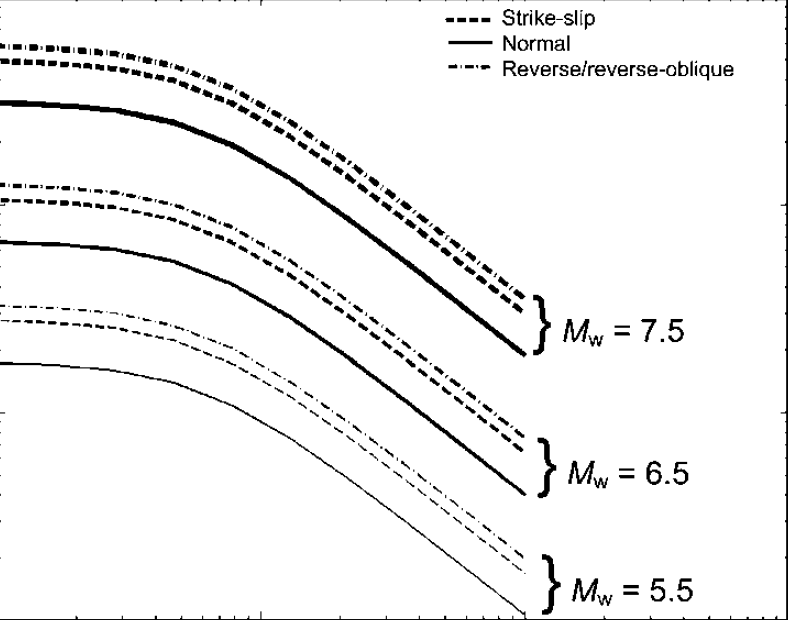 Strike-slip
Normal
Reverse/reverse-oblique
} Mw = 7.5
} Mw = 6.5
} Mw = 5.5